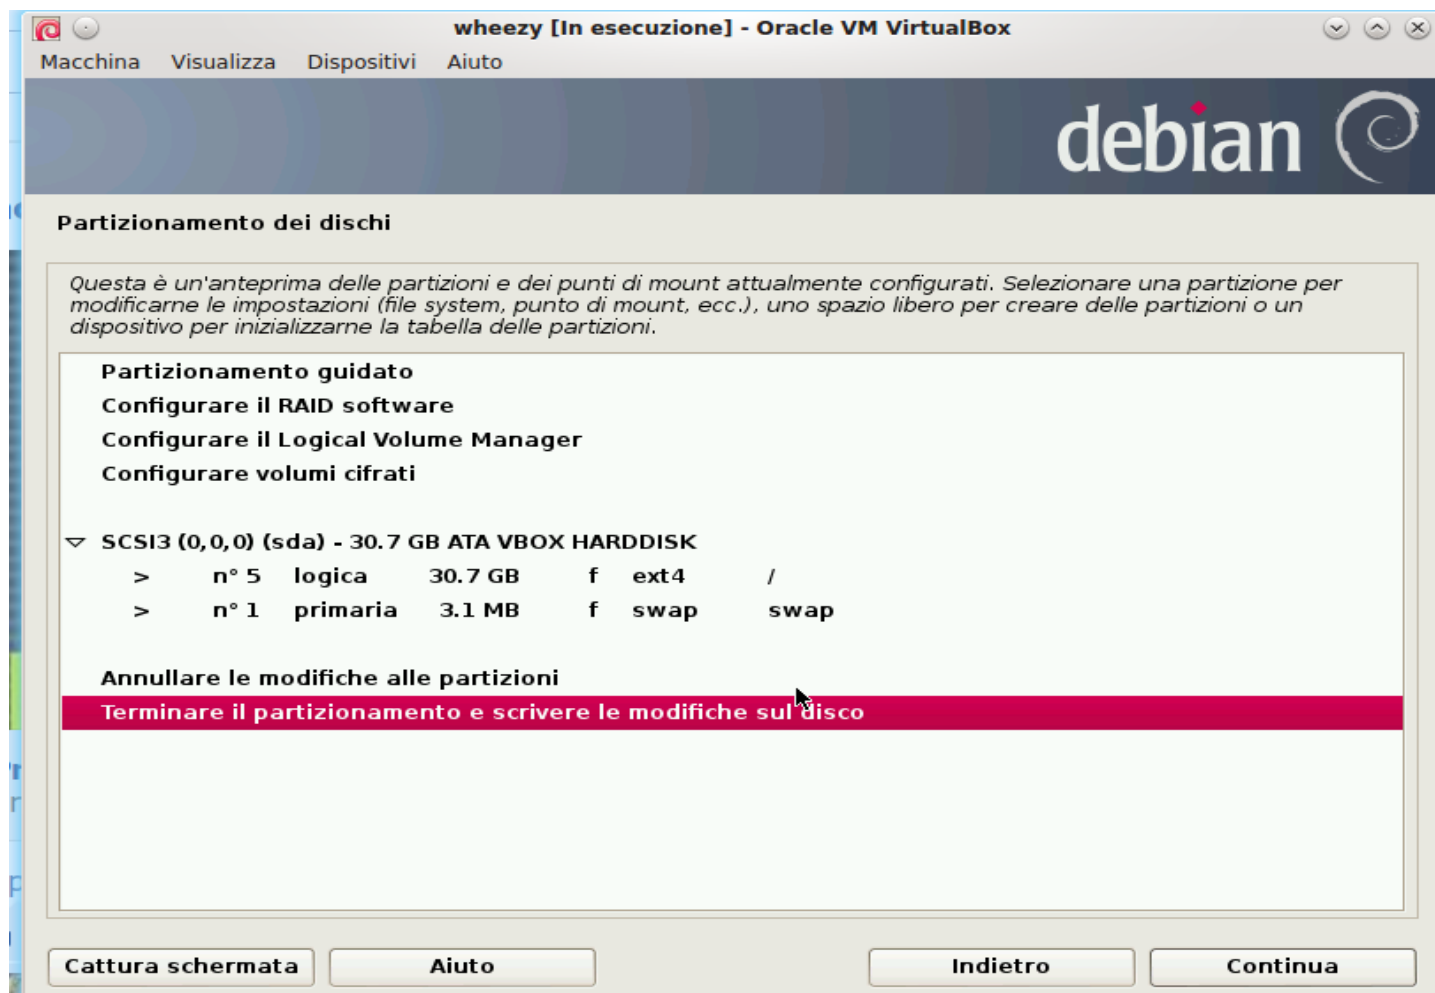 wheezy [In esecuzione] - Oracle VM VirtualBox
Macchina Visualizza Dispositivi Aiuto
debian
Partizionamento dei dischi
Questa è un'anteprima delle partizioni e dei punti di mount attualmente configurati. Selezionare una partizione per
modificarne le impostazioni (file system, punto di mount, ecc.), uno spazio libero per creare delle partizioni o un
dispositivo per inizializzarne la tabella delle partizioni.
Partizionamento guidato
Configurare il RAID software
Configurare il Logical Volume Manager
Configurare volumi cifrati
SCSI3 (0,0,0) (sda) - 30.7 GB ATA VBOX HARDDISK
> n° 5 logica 30.7 GB f ext4 /
> n° 1 primaria 3.1 MB f swap swap
Annullare le modifiche alle partizioni
Terminare il partizionamento e scrivere le modifiche sul disco
Cattura schermata Aiuto Indietro Continua